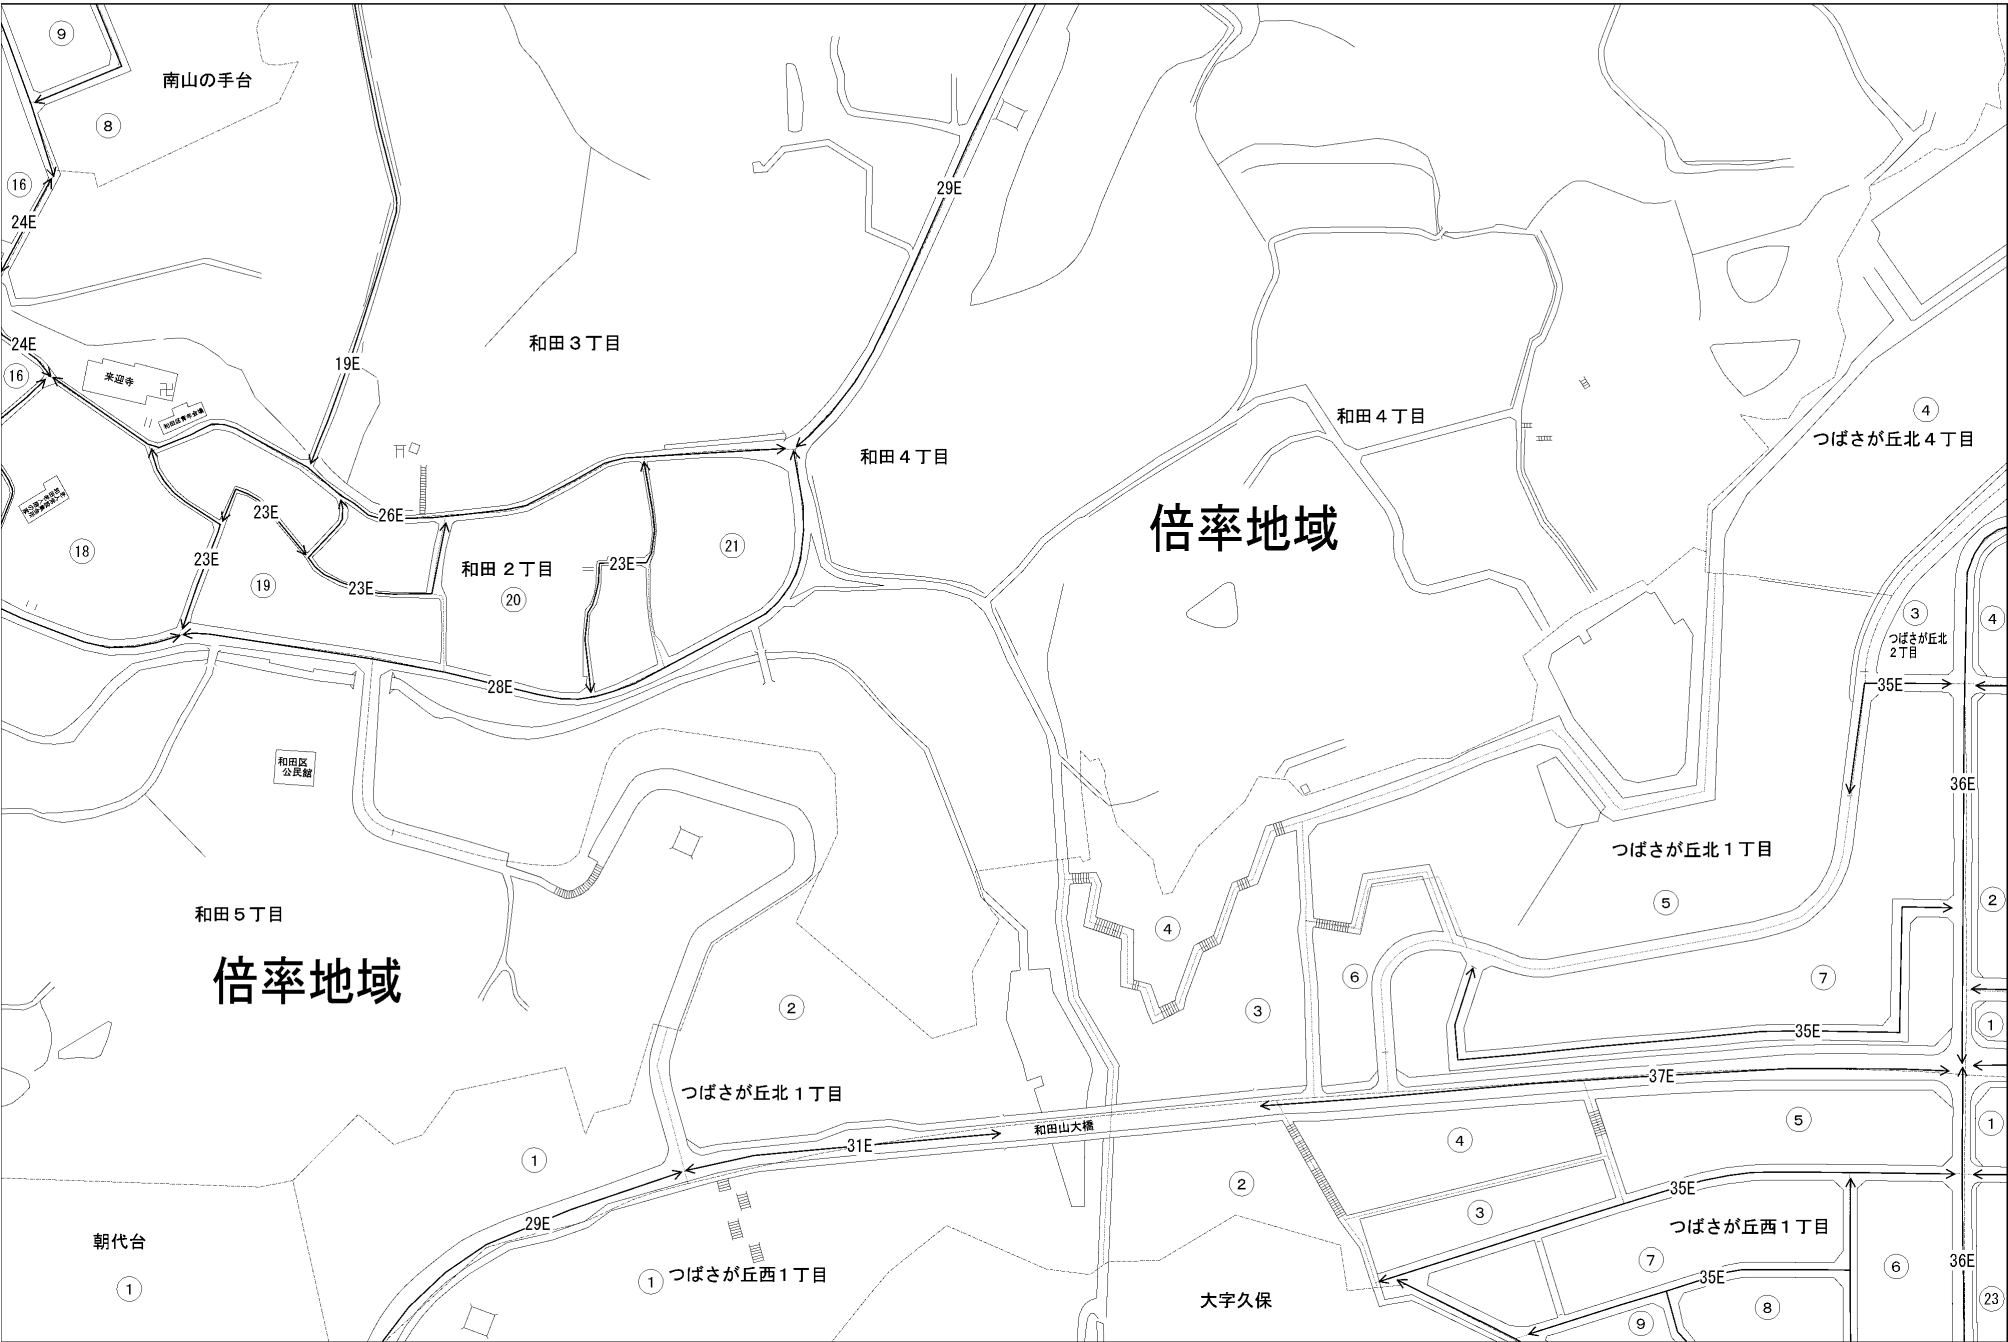 ⑨
南山の手台
⑧
⑯
24E
29E
和田３丁目
24E
⑯
来迎寺
19E
和田区青年会場
和田４丁目
和田４丁目
④
つばさが丘北４丁目
倍率地域
26E
23E
⑱
23E
㉑
23E
和田２丁目
⑲
23E
⑳
③
つばさが丘北
２丁目
④
28E
35E
和田区
公民館
36E
つばさが丘北１丁目
⑤
②
和田５丁目
④
倍率地域
⑥
⑦
②
③
①
35E
37E
つばさが丘北１丁目
和田山大橋
31E
④
⑤
①
①
②
35E
③
29E
つばさが丘西１丁目
朝代台
⑦
36E
⑥
つばさが丘西１丁目
①
①
35E
大字久保
⑧
⑨
㉓